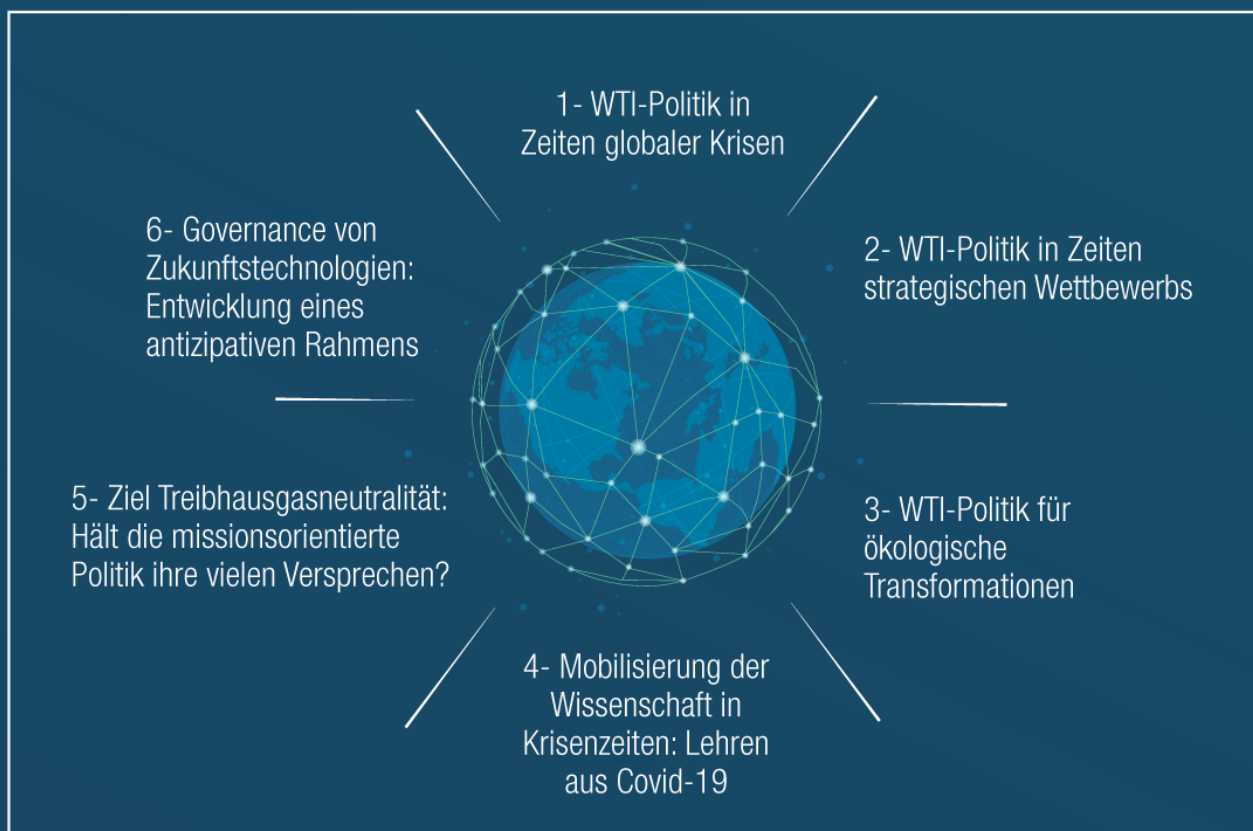 1- WTI-Politik in
Zeiten globaler Krisen
2- WTI-Politik in Zeiten
strategischen Wettbewerbs
3- WTI-Politik für
ökologische
Transformationen
4- Mobilisierung der
Wissenschaft in
Krisenzeiten: Lehren
aus Covid-19
5- Ziel Treibhausgasneutralität:
Hält die missionsorientierte
Politik ihre vielen Versprechen?
6- Governance von
Zukunftstechnologien:
Entwicklung eines
antizipativen Rahmens